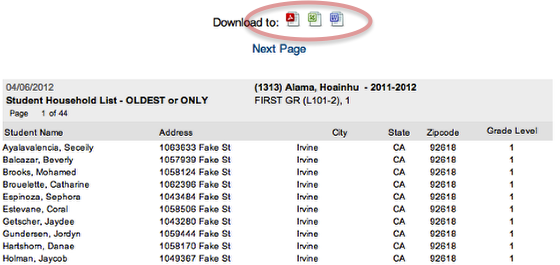 Download to:
Next Page
04/06/2012 (1313) Alama, Hoainhu - 2011-2012
Student Household List - OLDEST or ONLY FIRST GR (L101-2), 1
Page 1 of 44
Student Name Address City State Zipcode Grade Level
Ayalavalencia, Seceily 1063633 Fake St Irvine CA 92618 1
Balcazar, Beverly 1057939 Fake St Irvine CA 92618 1
Brooks, Mohamed 1058124 Fake St Irvine CA 92618 1
Brouelette, Catharine 1062396 Fake St Irvine CA 92618 1
Espinoza, Sephora 1043484 Fake St Irvine CA 92618 1
Estevane, Coral 1058506 Fake St Irvine CA 92618 1
Getscher, Jaydee 1043280 Fake St Irvine CA 92618 1
Gundersen, Jordyn 1059444 Fake St Irvine CA 92618 1
Hartshorn, Danae 1058170 Fake St Irvine CA 92618 1
Holman, Jaycob 1049367 Fake St Irvine CA 92618 1